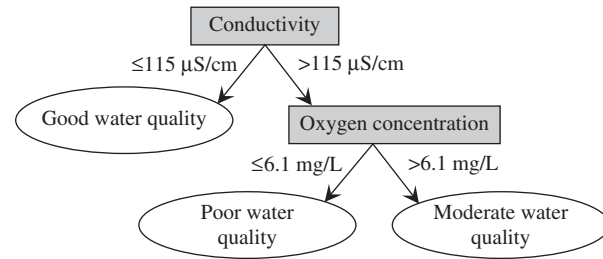 Conductivity
≤115 μS/cm
>115 μS/cm
Good water quality
Oxygen concentration
≤6.1 mg/L
>6.1 mg/L
Poor water
quality
Moderate water
quality